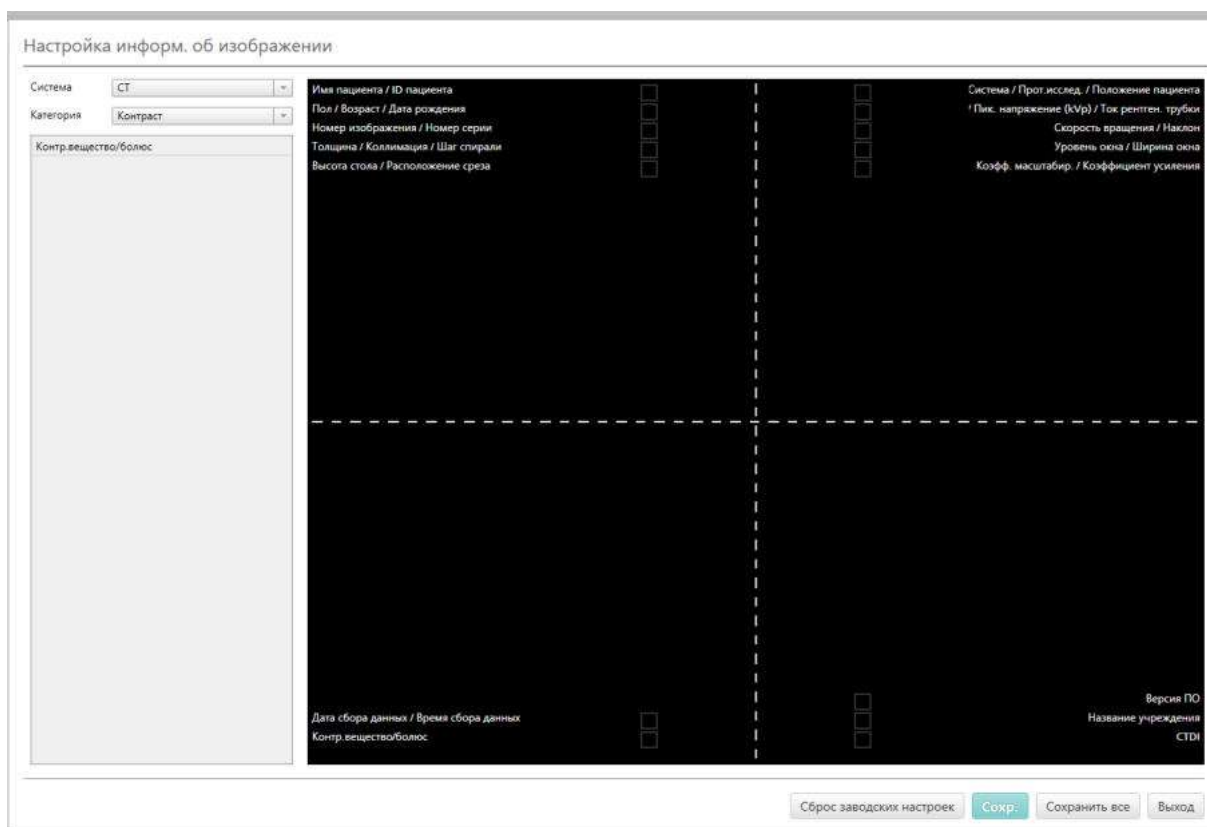 Настройка информ. об изображении
Система
СТ
Категория
Контраст
Контр.вещество/болюс
Имя пациента / ID пациента
Пол / Возраст / Дата рождения
Номер изображения / Номер серии
Толщина / Коллимация / Шаг спирали
Высота стола / Расположение среза
Система / Прот.исслед. / Положение пациента
Пик. напряжение (kVp) / Ток рентген. трубки
Скорость вращения / Наклон
Уровень окна / Ширина окна
Коэфф. масштабир. / Коэффициент усиления
Дата сбора данных / Время сбора данных
Контр.вещество/болюс
Версия ПО
Название учреждения
CTDI
Сброс заводских настроек
Сохр.
Сохранить все
Выход